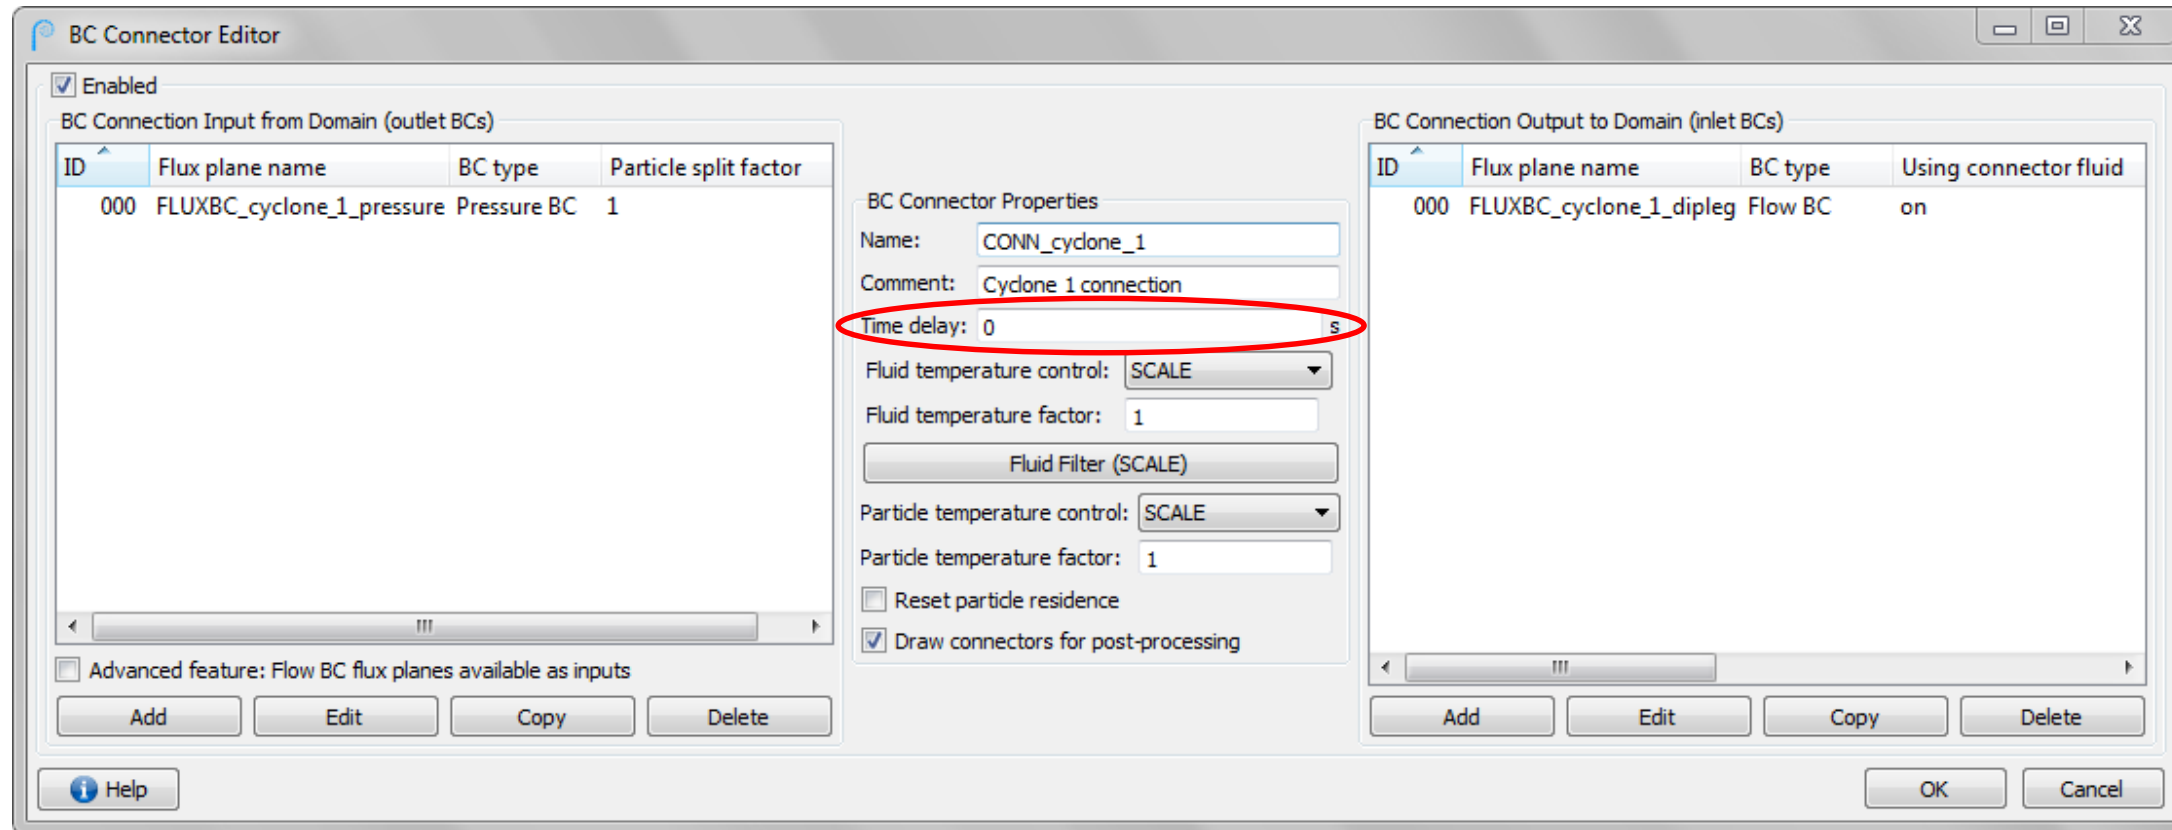 BC Connector Editor
Enabled
BC Connection Input from Domain (outlet BCs)
ID Flux plane name BC type Particle split factor
000 FLUXBC_cyclone_1_pressure Pressure BC 1
Advanced feature: Flow BC flux planes available as inputs
Add Edit Copy Delete
BC Connector Properties
Name: CONN_cyclone_1
Comment: Cyclone 1 connection
Time delay: 0 s
Fluid temperature control: SCALE
Fluid temperature factor: 1
Fluid Filter (SCALE)
Particle temperature control: SCALE
Particle temperature factor: 1
Reset particle residence
Draw connectors for post-processing
BC Connection Output to Domain (inlet BCs)
ID Flux plane name BC type Using connector fluid
000 FLUXBC_cyclone_1_dipleg Flow BC on
Add Edit Copy Delete
Help OK Cancel